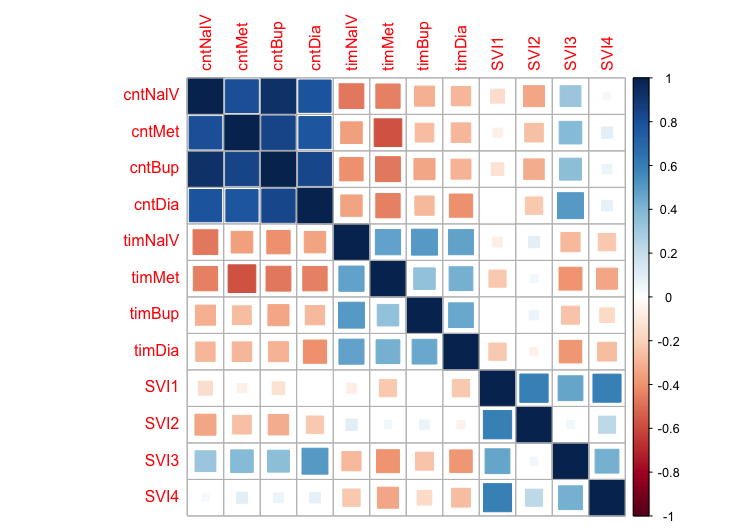 cntNalV cntMet cntBup cntDia timNalV timMet timBup timDia SVI1 SVI2 SVI3 SVI4
cntNalV
cntMet
cntBup
cntDia
timNalV
timMet
timBup
timDia
SVI1
SVI2
SVI3
SVI4
1
0.8
0.6
0.4
0.2
0
-0.2
-0.4
-0.6
-0.8
-1